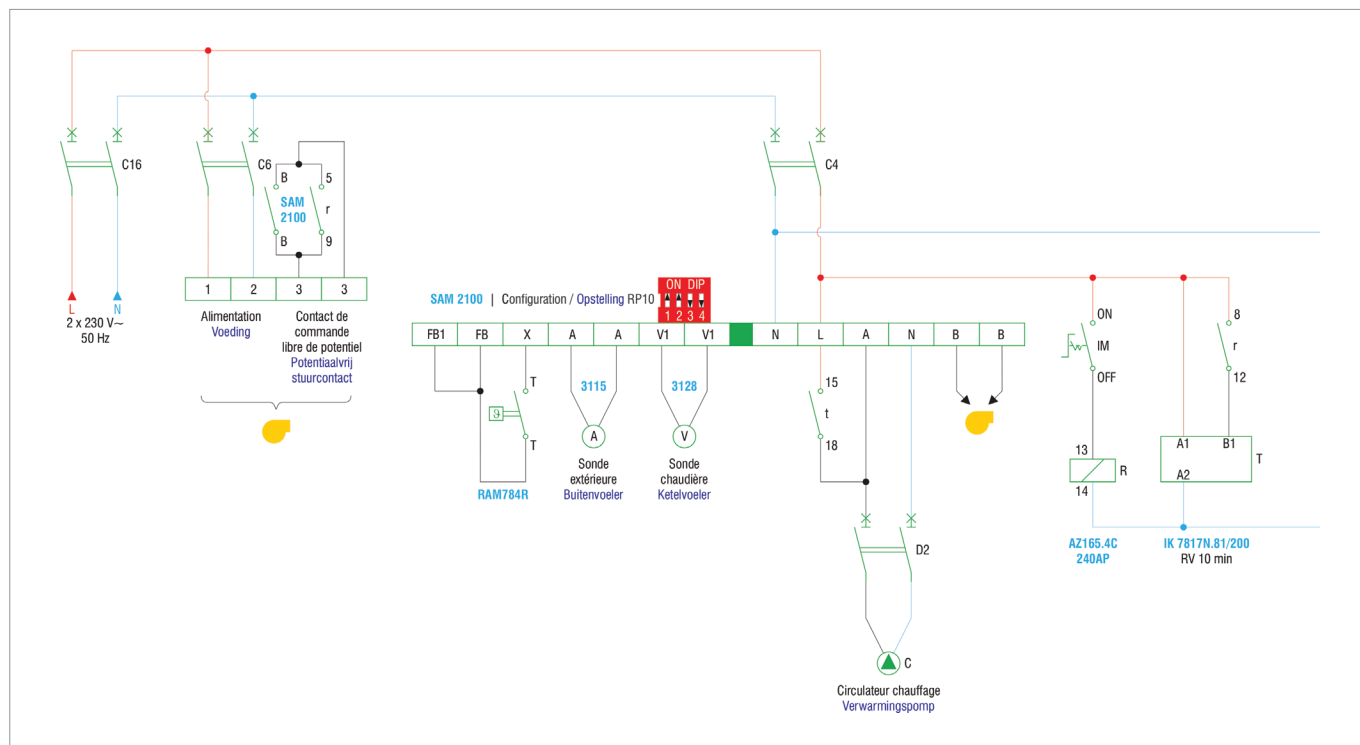 C16
C6
B
5
SAM
2100
r
B
9
C4
L
N
2 x 230 V~
50 Hz
1
2
3
3
Alimentation
Voeding
Contact de
commande
libre de potentiel
Potentiaalvrij
stuurcontact
SAM 2100 | Configuration / Opstelling RP10
ON DIP
1 2 3 4
FB1
FB
X
A
A
V1
V1
N
L
A
N
B
B
T
T
RAM784R
3115
A
Sonde
extérieure
Buitenvoeler
3128
V
Sonde
chaudière
Ketelvoeler
15
t
18
D2
C
Circulateur chauffage
Verwarmingspomp
ON
IM
OFF
13
R
14
AZ165.4C
240AP
8
r
12
A1
B1
T
A2
IK 7817N.81/200
RV 10 min